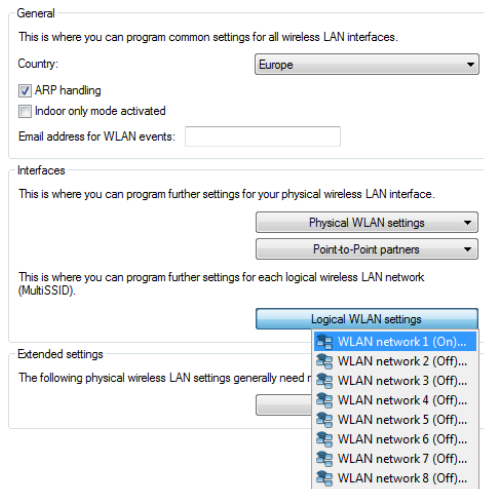 General
This is where you can program common settings for all wireless LAN interfaces.
Country:
Europe
ARP handling
Indoor only mode activated
Email address for WLAN events:
Interfaces
This is where you can program further settings for your physical wireless LAN interface.
Physical WLAN settings
Point-to-Point partners
This is where you can program further settings for each logical wireless LAN network
(MultiSSID).
Logical WLAN settings
WLAN network 1 (On)...
Extended settings
WLAN network 2 (Off)...
The following physical wireless LAN settings generally need
WLAN network 3 (Off)...
WLAN network 4 (Off)...
WLAN network 5 (Off)...
WLAN network 6 (Off)...
WLAN network 7 (Off)...
WLAN network 8 (Off)...